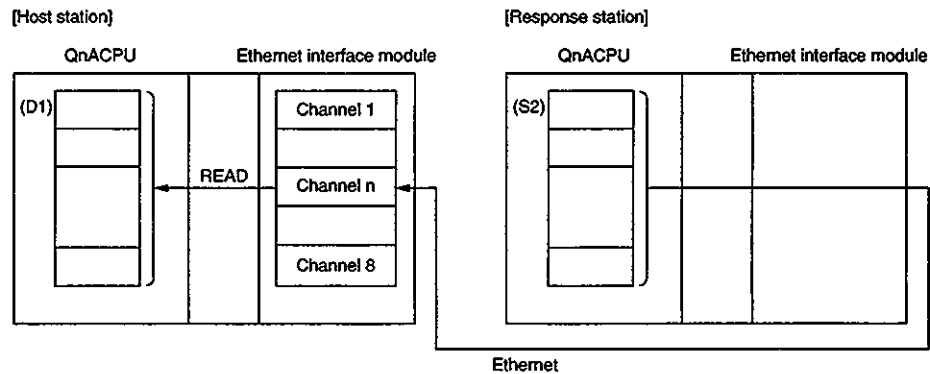 [Host station]
[Response station]
QnACPU
Ethernet interface module
QnACPU
Ethernet interface module
(D1)
Channel 1
(S2)
READ
Channel n
Channel 8
Ethernet